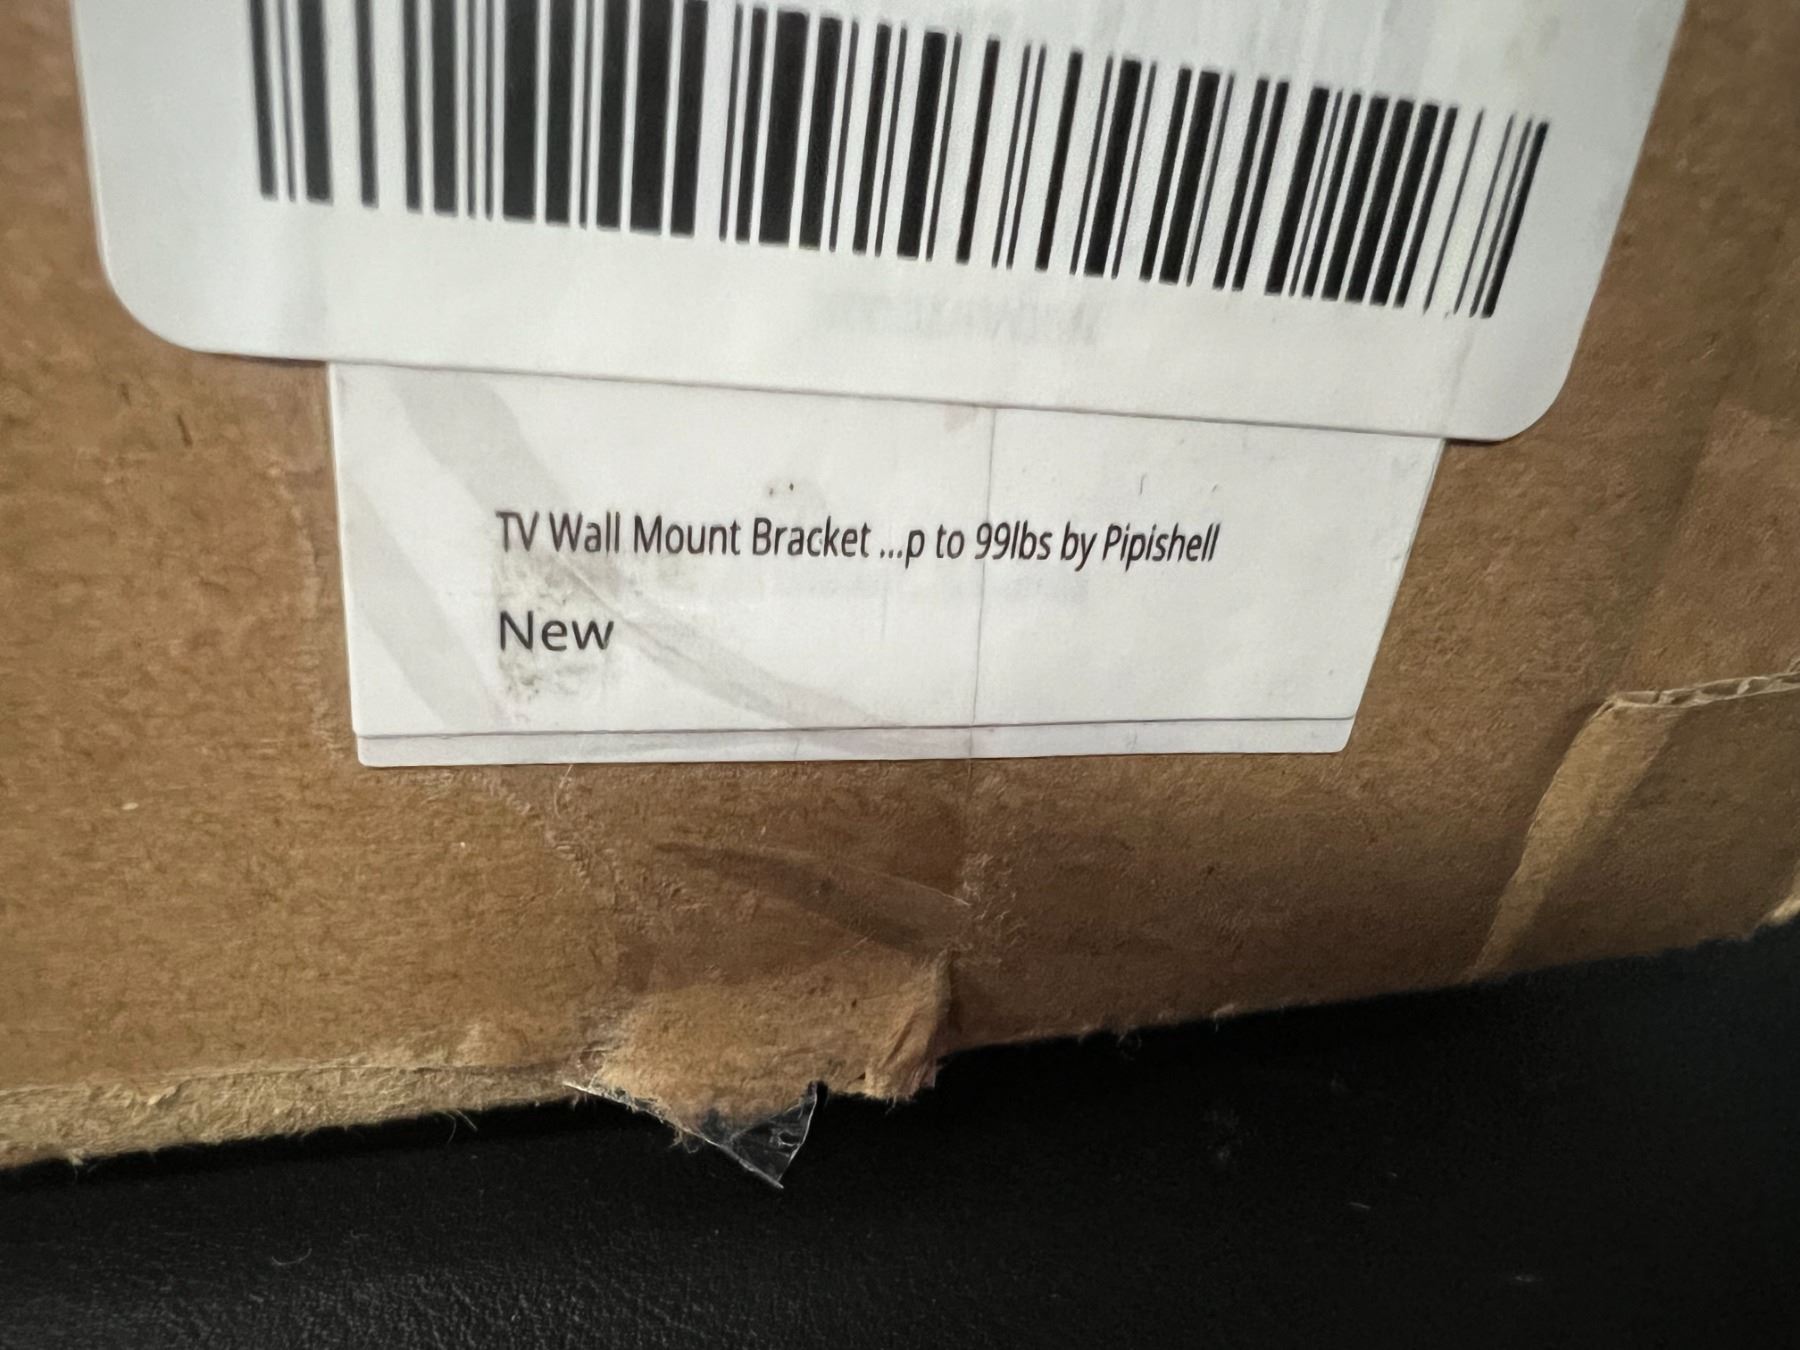 TV Wall Mount Bracket ...p to 99lbs by Pipishell
New